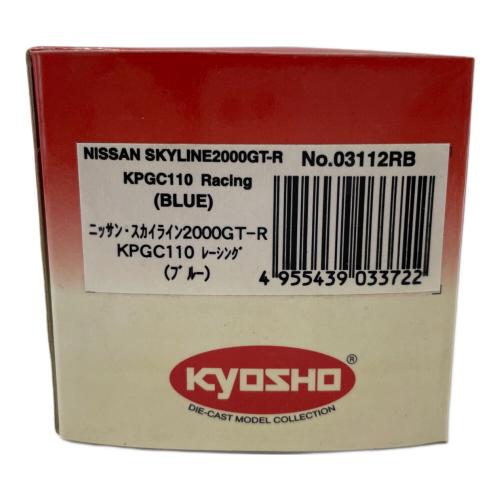 NISSAN SKYLINE2000GT-R No.03112RB
KPGC110 Racing
(BLUE)
ニッサン・スカイライン2000GT-R
KPGC110 レーシング
(ブルー)
4 955439 033722
KYOSHO®
DIE-CAST MODEL COLLECTION